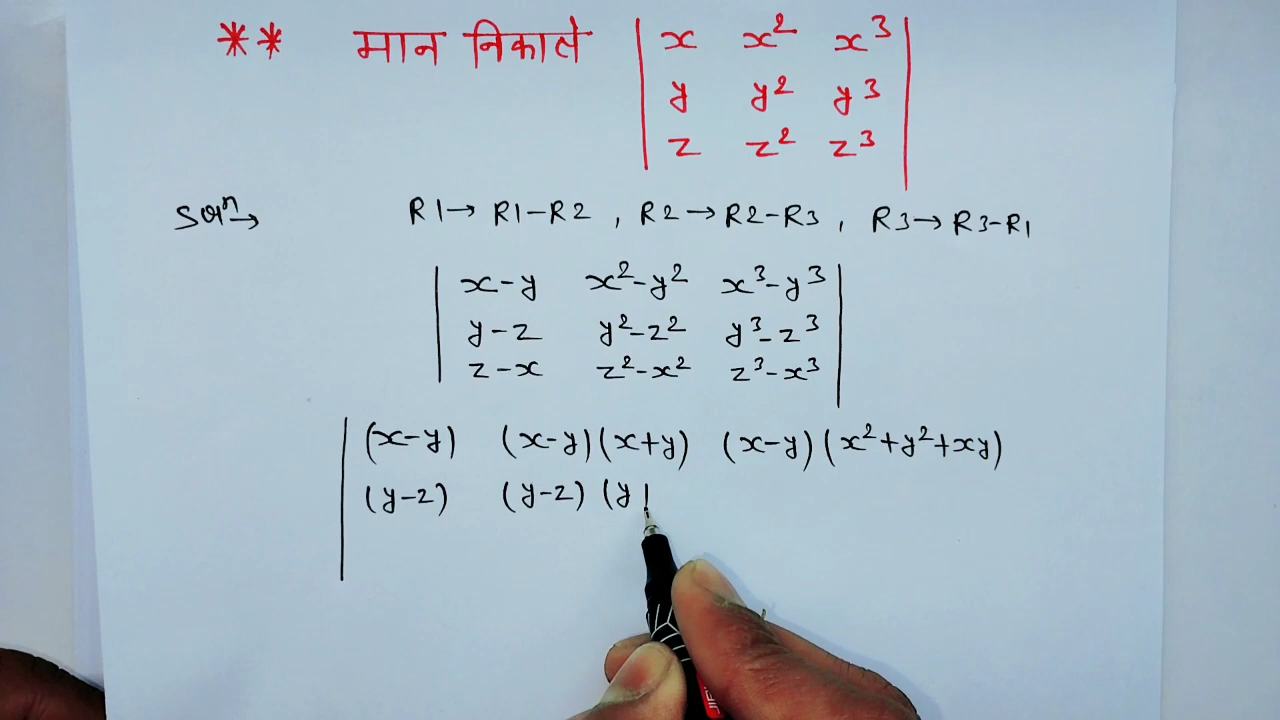 ** मान निकाले | x x² x³ |
| y y² y³ |
| z z² z³ |
Solⁿ→ R1→ R1-R2 , R2→R2-R3, R3→R3-R1
| x-y x²-y² x³-y³ |
| y-z y²-z² y³-z³ |
| z-x z²-x² z³-x³ |
| (x-y) (x-y)(x+y) (x-y)(x²+y²+xy)
| (y-z) (y-z) (y